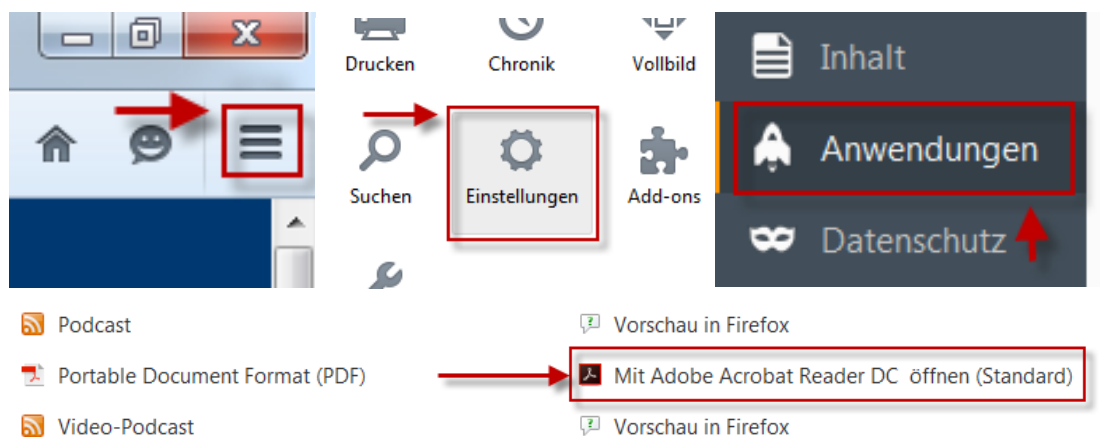 Drucken
Chronik
Vollbild
Suchen
Einstellungen
Add-ons
Inhalt
Anwendungen
Datenschutz
Podcast
Vorschau in Firefox
Portable Document Format (PDF)
Mit Adobe Acrobat Reader DC öffnen (Standard)
Video-Podcast
Vorschau in Firefox